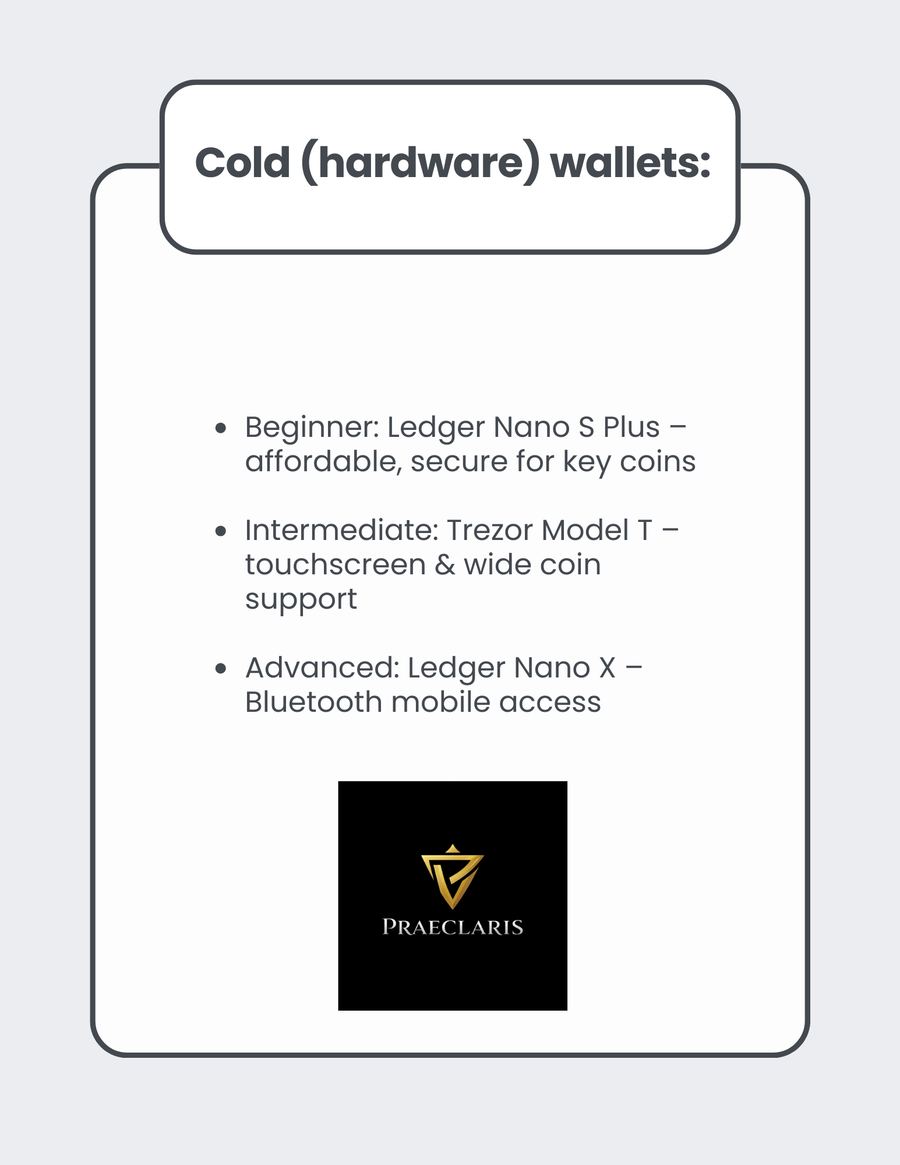 Cold (hardware) wallets:
• Beginner: Ledger Nano S Plus –
affordable, secure for key coins
• Intermediate: Trezor Model T –
touchscreen & wide coin
support
• Advanced: Ledger Nano X –
Bluetooth mobile access
PRAECLARIS